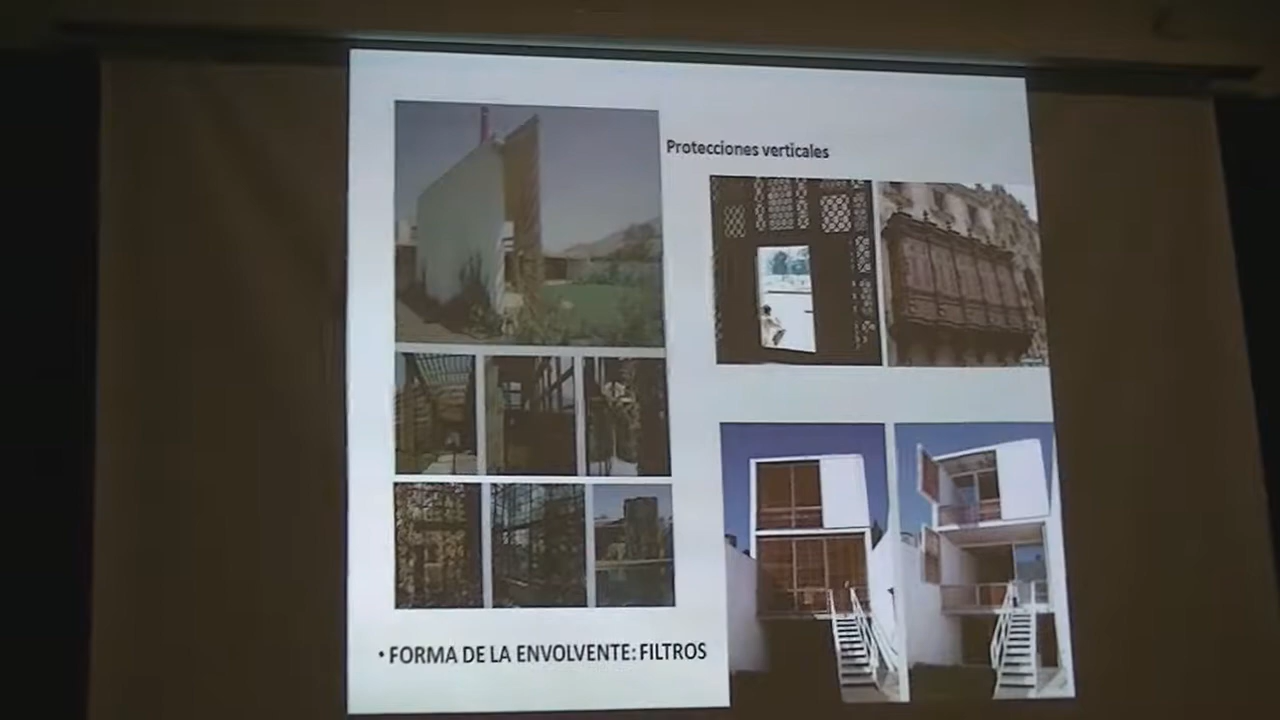 Protecciones verticales
• FORMA DE LA ENVOLVENTE: FILTROS